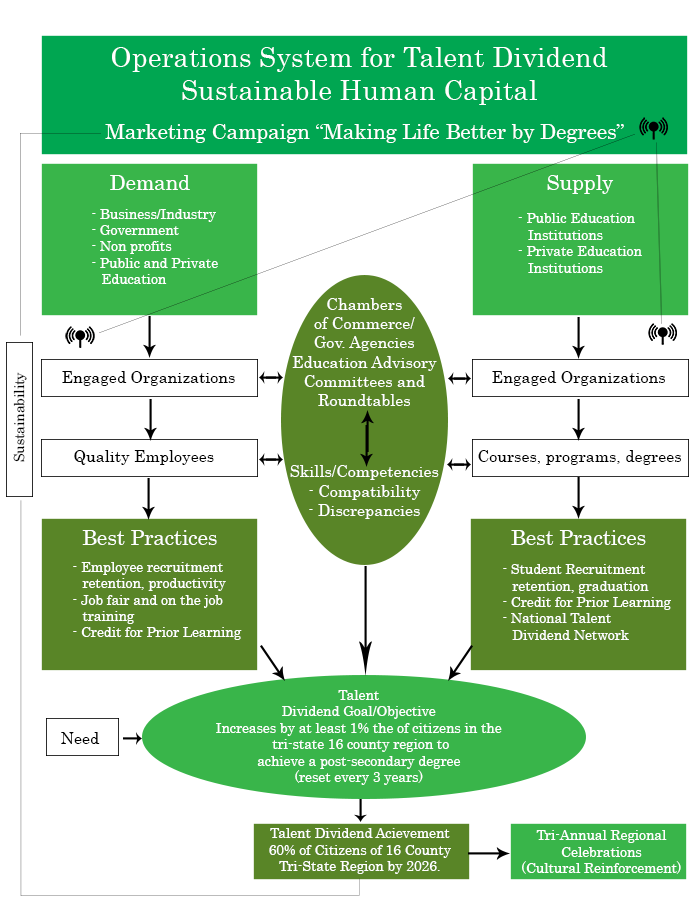 Operations System for Talent Dividend
Sustainable Human Capital
Marketing Campaign “Making Life Better by Degrees”
Demand
- Business/Industry
- Government
- Non profits
- Public and Private
Education
Supply
- Public Education
Institutions
- Private Education
Institutions
Chambers
of Commerce/
Gov. Agencies
Education Advisory
Committees and
Roundtables
Skills/Competencies
- Compatibility
- Discrepancies
Engaged Organizations
Engaged Organizations
Sustainability
Quality Employees
Courses, programs, degrees
Best Practices
- Employee recruitment
retention, productivity
- Job fair and on the job
training
- Credit for Prior Learning
Best Practices
- Student Recruitment
retention, graduation
- Credit for Prior Learning
- National Talent
Dividend Network
Need
Talent
Dividend Goal/Objective
Increases by at least 1% the of citizens in the
tri-state 16 county region to
achieve a post-secondary degree
(reset every 3 years)
Talent Dividend Acievement
60% of Citizens of 16 County
Tri-State Region by 2026.
Tri-Annual Regional
Celebrations
(Cultural Reinforcement)